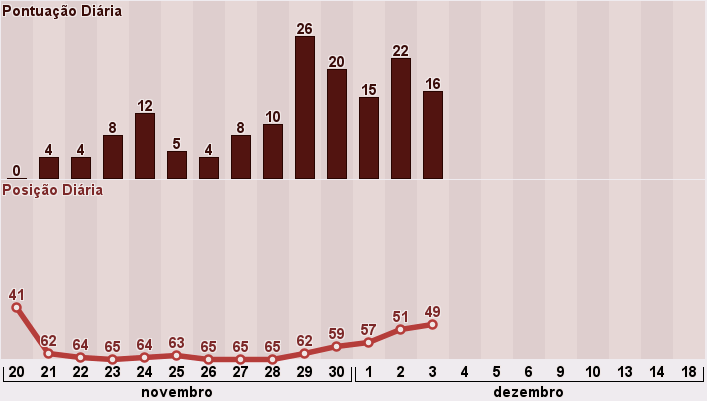 Pontuação Diária
0 4 4 8 12 5 4 8 10 26 20 15 22 16
Posição Diária
41 62 64 65 64 63 65 65 65 62 59 57 51 49
20 21 22 23 24 25 26 27 28 29 30 1 2 3 4 5 6 9 10 13 14 18
novembro dezembro